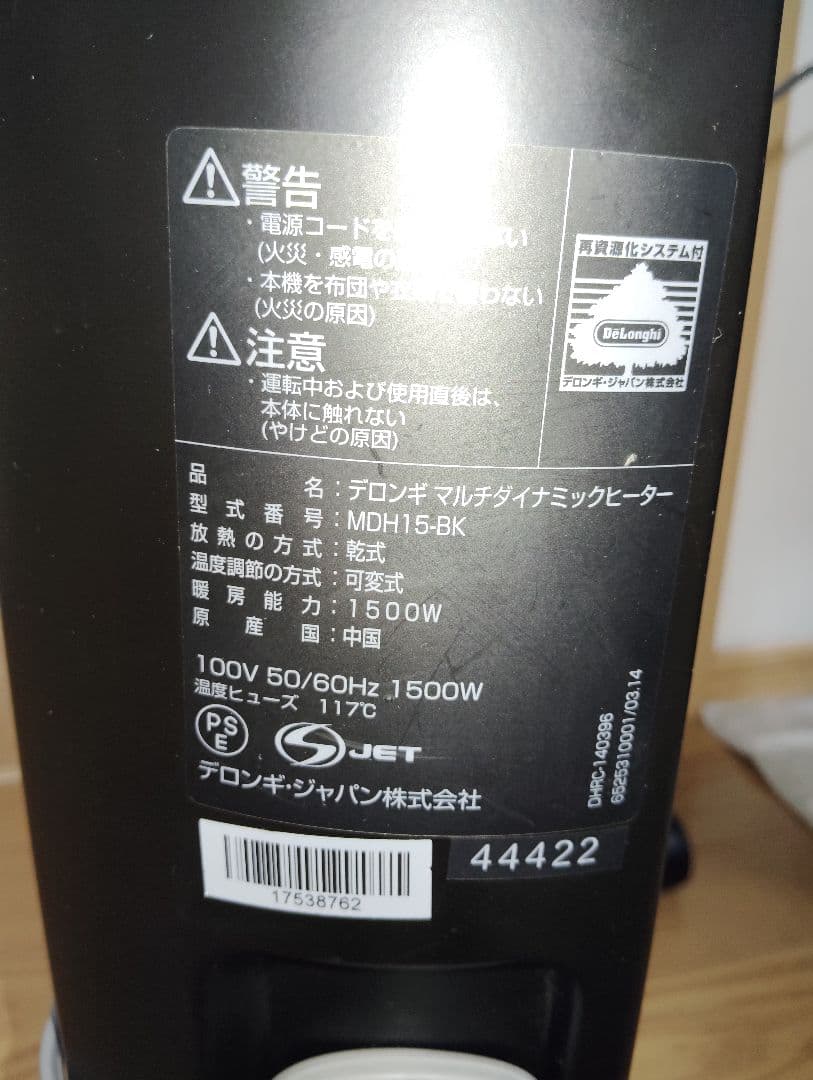 警告
・電源コードを ない
(火災・感電の
・本機を布団や わない
(火災の原因)
注意
・運転中および使用直後は、
本体に触れない
(やけどの原因)
再資源化システム付
DeLonghi
デロンギ・ジャパン株式会社
品名:デロンギ マルチダイナミックヒーター
型式番号:MDH15-BK
放熱の方式:乾式
温度調節の方式:可変式
暖房能力:1500W
原産国:中国
100V 50/60Hz 1500W
温度ヒューズ 117℃
PSE
JET
デロンギ・ジャパン株式会社
DHRC-140396
6525310001/03.14
44422
17538762